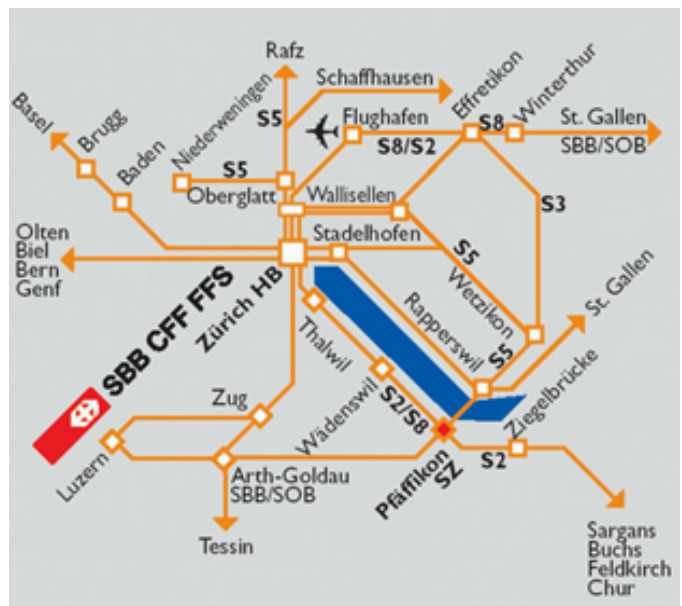 Rafz
Schaffhausen
Basel
Brugg
Baden
Niederweningen
S5
Flughafen
Effretikon
Winterthur
S8
St. Gallen
SBB/SOB
S8/S2
S5
Oberglatt
Wallisellen
S3
Olten
Biel
Bern
Genf
Stadelhofen
S5
Wetzikon
Zürich HB
SBB CFF FFS
Thalwil
Rapperswil
S5
St. Gallen
Zug
Wädenswil
S2/S8
Ziegelbrücke
Luzern
Arth-Goldau
SBB/SOB
Pfäffikon
SZ
S2
Tessin
Sargans
Buchs
Feldkirch
Chur